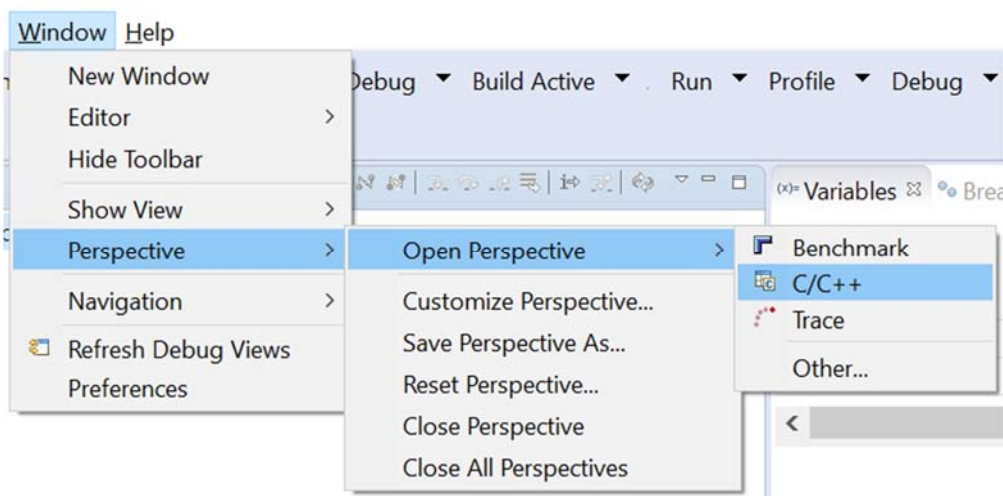 Window Help
New Window
Debug Build Active Run Profile Debug
Editor
Hide Toolbar
Show View
Perspective
Navigation
Refresh Debug Views
Preferences
Open Perspective
Customize Perspective...
Save Perspective As...
Reset Perspective...
Close Perspective
Close All Perspectives
Benchmark
C/C++
Trace
Other...
(x)= Variables